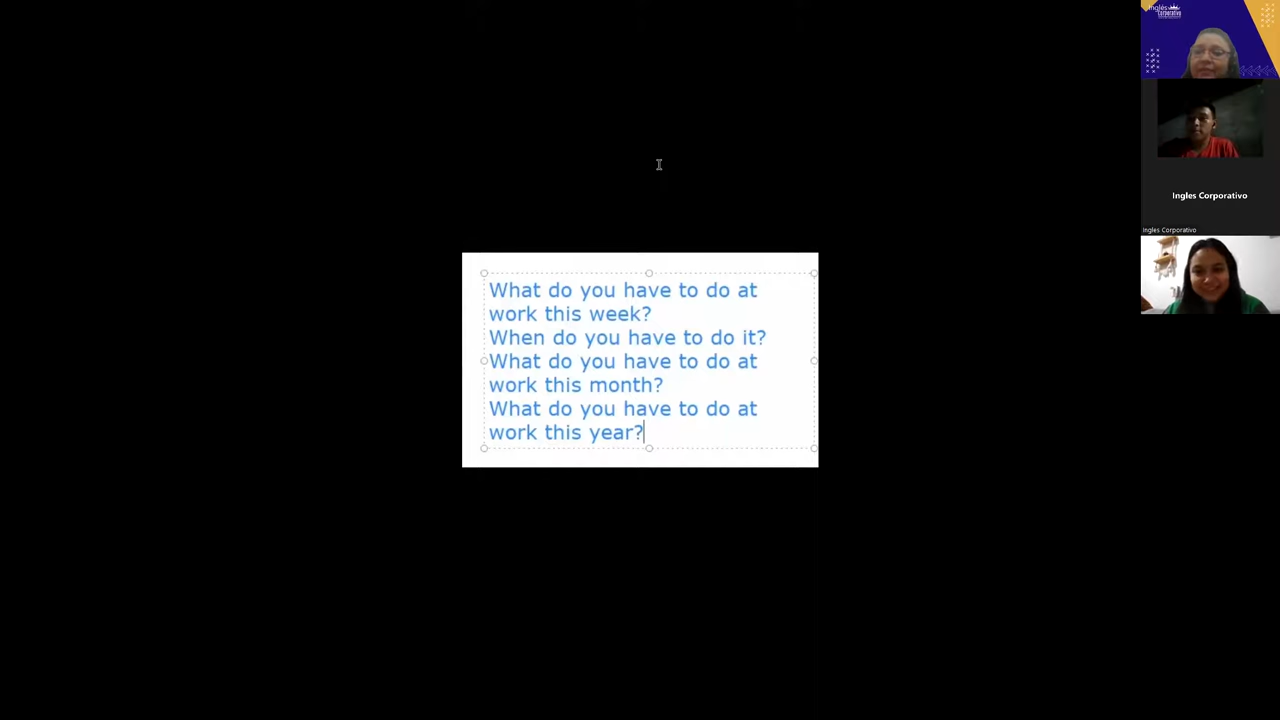 What do you have to do at
work this week?
When do you have to do it?
What do you have to do at
work this month?
What do you have to do at
work this year?
Inglés
Corporativo
Ingles Corporativo
Ingles Corporativo